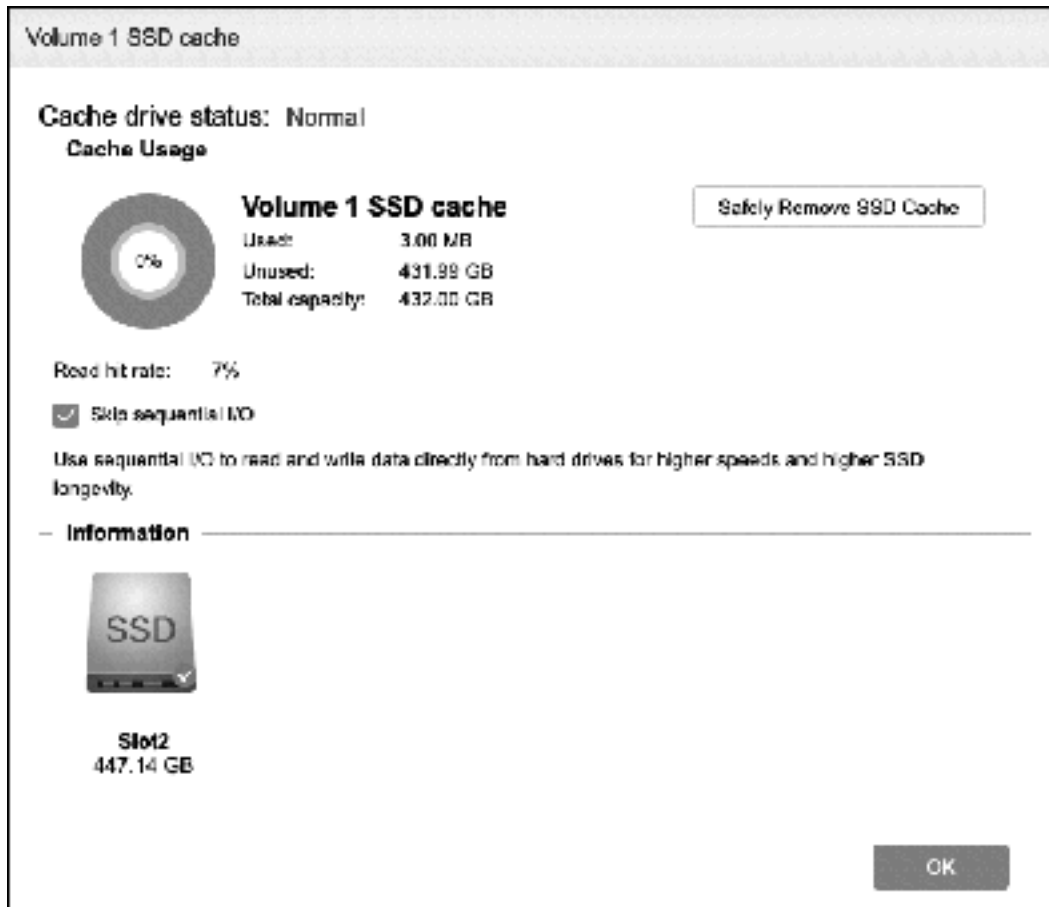 Volume 1 SSD cache
Cache drive status: Normal
Cache Usage
0%
Volume 1 SSD cache
Safely Remove SSD Cache
Used: 3.00 MB
Unused: 431.99 GB
Total capacity: 432.00 GB
Read hit rate: 7%
Skip sequential I/O
Use sequential I/O to read and write data directly from hard drives for higher speeds and higher SSD
longevity.
Information
SSD
Slot2
447.14 GB
OK